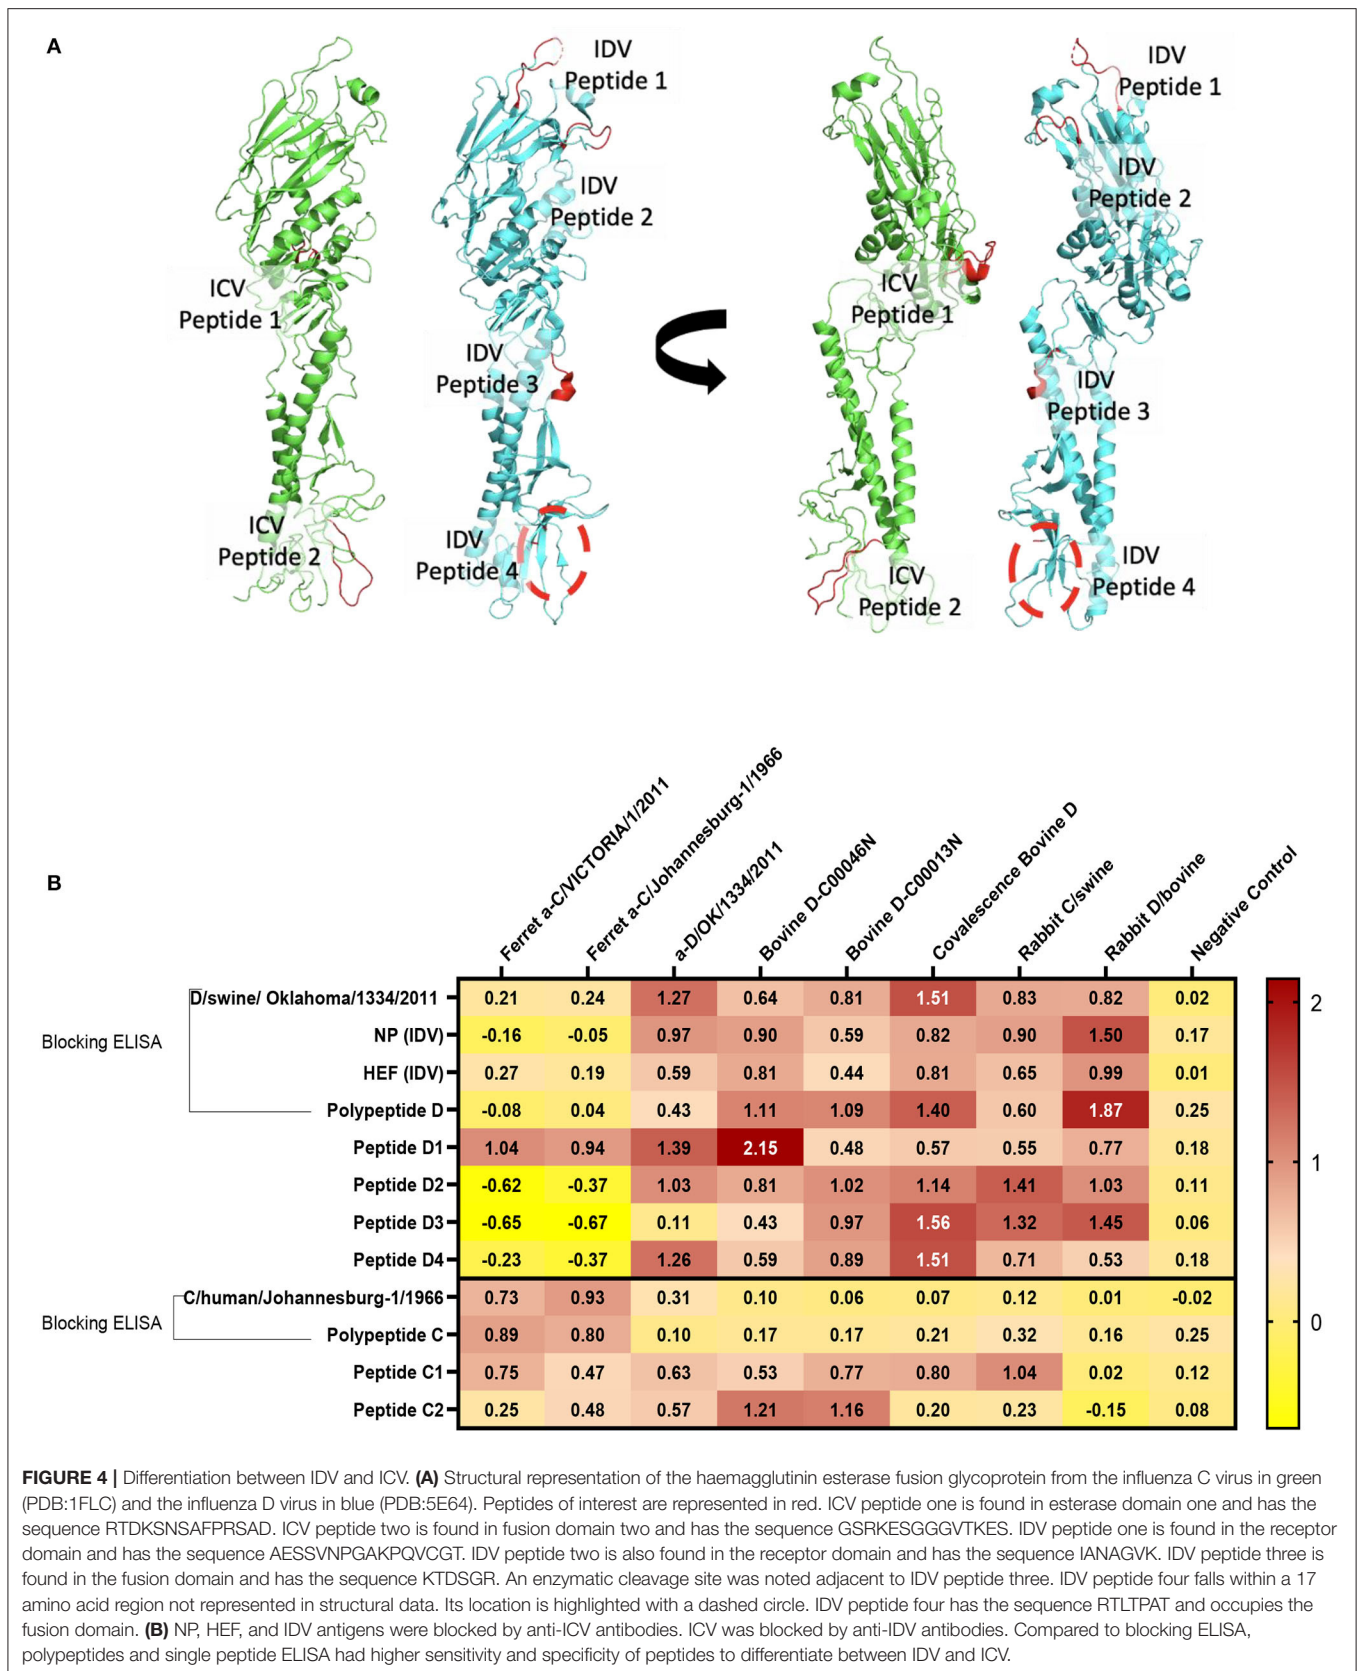 A
IDV
Peptide 1
IDV
Peptide 2
ICV
Peptide 1
IDV
Peptide 3
ICV
Peptide 2
IDV
Peptide 4
IDV
Peptide 1
IDV
Peptide 2
ICV
Peptide 1
IDV
Peptide 3
ICV
Peptide 2
IDV
Peptide 4
B
Ferret a-C/VICTORIA/1/2011
Ferret a-C/Johannesburg-1/1966
a-D/OK/1334/2011
Bovine D-C00046N
Bovine D-C00013N
Covalescence Bovine D
Rabbit C/swine
Rabbit D/bovine
Negative Control
Blocking ELISA
D/swine/ Oklahoma/1334/2011 0.21 0.24 1.27 0.64 0.81 1.51 0.83 0.82 0.02
NP (IDV) -0.16 -0.05 0.97 0.90 0.59 0.82 0.90 1.50 0.17
HEF (IDV) 0.27 0.19 0.59 0.81 0.44 0.81 0.65 0.99 0.01
Polypeptide D -0.08 0.04 0.43 1.11 1.09 1.40 0.60 1.87 0.25
Peptide D1 1.04 0.94 1.39 2.15 0.48 0.57 0.55 0.77 0.18
Peptide D2 -0.62 -0.37 1.03 0.81 1.02 1.14 1.41 1.03 0.11
Peptide D3 -0.65 -0.67 0.11 0.43 0.97 1.56 1.32 1.45 0.06
Peptide D4 -0.23 -0.37 1.26 0.59 0.89 1.51 0.71 0.53 0.18
Blocking ELISA
C/human/Johannesburg-1/1966 0.73 0.93 0.31 0.10 0.06 0.07 0.12 0.01 -0.02
Polypeptide C 0.89 0.80 0.10 0.17 0.17 0.21 0.32 0.16 0.25
Peptide C1 0.75 0.47 0.63 0.53 0.77 0.80 1.04 0.02 0.12
Peptide C2 0.25 0.48 0.57 1.21 1.16 0.20 0.23 -0.15 0.08
2
1
0
FIGURE 4 | Differentiation between IDV and ICV. (A) Structural representation of the haemagglutinin esterase fusion glycoprotein from the influenza C virus in green
(PDB:1FLC) and the influenza D virus in blue (PDB:5E64). Peptides of interest are represented in red. ICV peptide one is found in esterase domain one and has the
sequence RTDKSNSAFPRSAD. ICV peptide two is found in fusion domain two and has the sequence GSRKESGGGVTKES. IDV peptide one is found in the receptor
domain and has the sequence AESSVNPGAKPQVCGT. IDV peptide two is also found in the receptor domain and has the sequence IANAGVK. IDV peptide three is
found in the fusion domain and has the sequence KTDSGR. An enzymatic cleavage site was noted adjacent to IDV peptide three. IDV peptide four falls within a 17
amino acid region not represented in structural data. Its location is highlighted with a dashed circle. IDV peptide four has the sequence RTLTPAT and occupies the
fusion domain. (B) NP, HEF, and IDV antigens were blocked by anti-ICV antibodies. ICV was blocked by anti-IDV antibodies. Compared to blocking ELISA,
polypeptides and single peptide ELISA had higher sensitivity and specificity of peptides to differentiate between IDV and ICV.